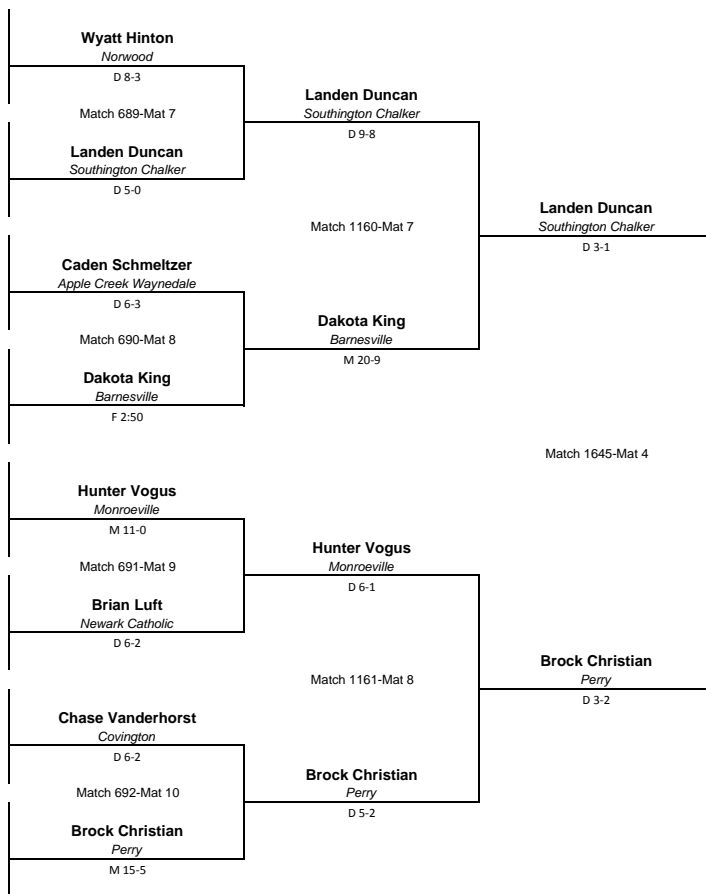 Wyatt Hinton
Norwood
D 8-3
Match 689-Mat 7
Landen Duncan
Southington Chalker
D 5-0
Landen Duncan
Southington Chalker
D 9-8
Match 1160-Mat 7
Landen Duncan
Southington Chalker
D 3-1
Caden Schmeltzer
Apple Creek Waynedale
D 6-3
Match 690-Mat 8
Dakota King
Barnesville
F 2:50
Dakota King
Barnesville
M 20-9
Match 1645-Mat 4
Hunter Vogus
Monroeville
M 11-0
Match 691-Mat 9
Brian Luft
Newark Catholic
D 6-2
Hunter Vogus
Monroeville
D 6-1
Match 1161-Mat 8
Brock Christian
Perry
D 3-2
Chase Vanderhorst
Covington
D 6-2
Match 692-Mat 10
Brock Christian
Perry
M 15-5
Brock Christian
Perry
D 5-2